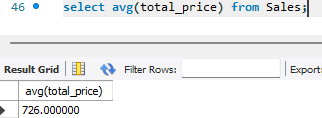 46 select avg(total_price) from Sales;
Result Grid Filter Rows: Export:
avg(total_price)
726.000000